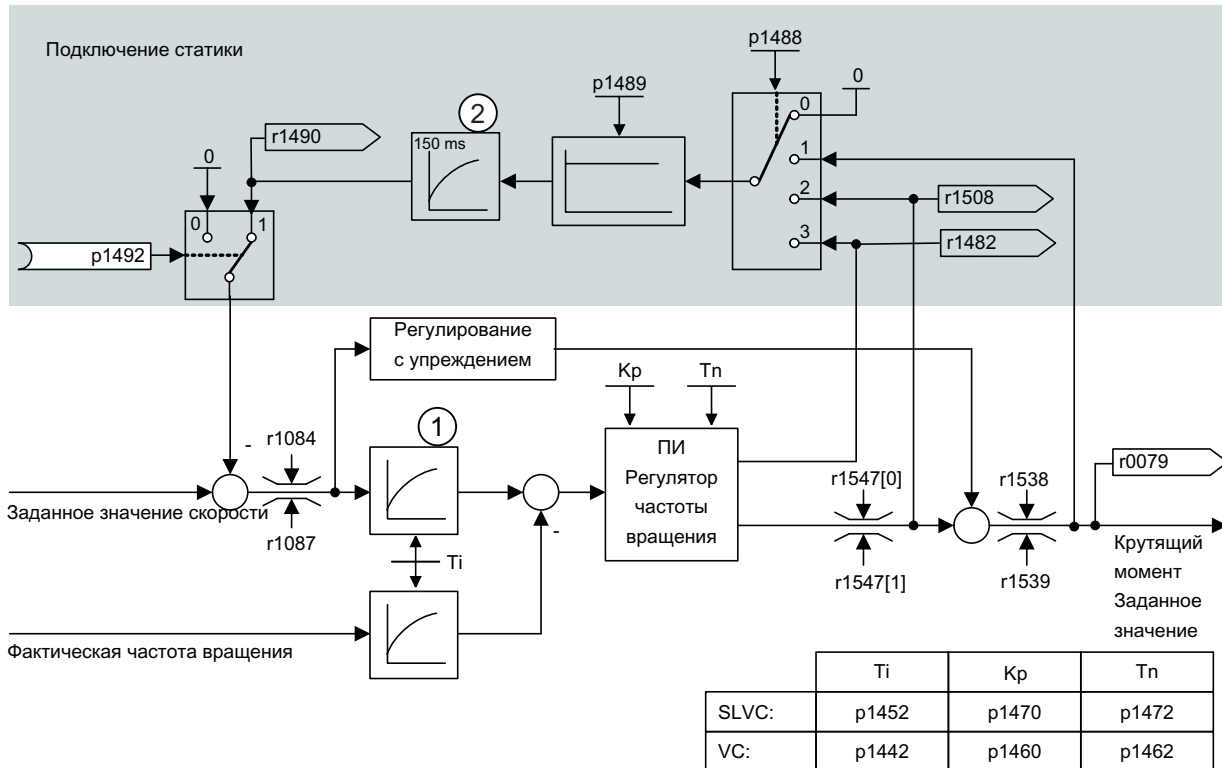 Подключение статики
p1488
0
p1489
2
150 ms
r1490
0
0
1
0
1
2
3
r1508
r1482
p1492
Регулирование
с упреждением
Kp
Tn
-
r1084
1
ПИ
Регулятор
частоты
вращения
r0079
r1547[0]
r1538
Заданное значение скорости
r1087
-
Ti
r1547[1]
r1539
Крутящий
момент
Заданное
значение
Фактическая частота вращения
Ti Kp Tn
SLVC: p1452 p1470 p1472
VC: p1442 p1460 p1462